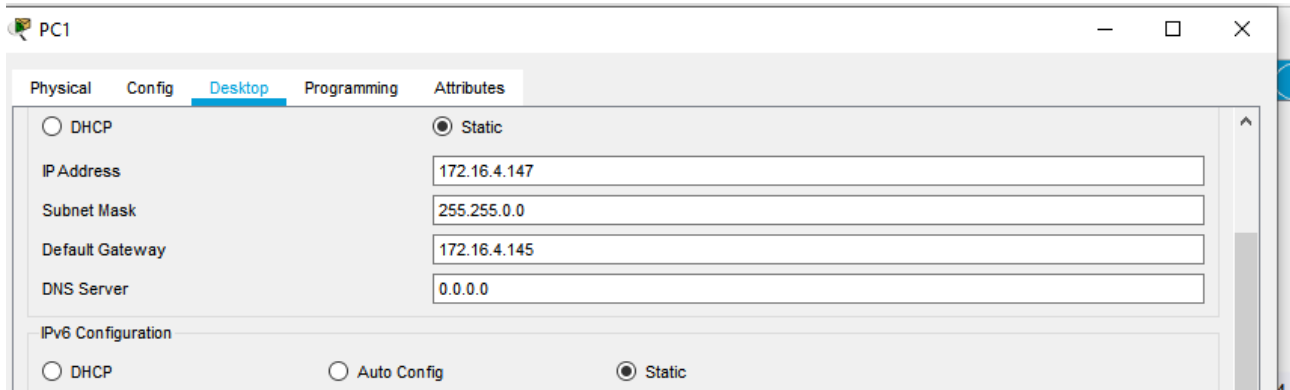 PC1
Physical Config Desktop Programming Attributes
DHCP Static
IP Address 172.16.4.147
Subnet Mask 255.255.0.0
Default Gateway 172.16.4.145
DNS Server 0.0.0.0
IPv6 Configuration
DHCP Auto Config Static